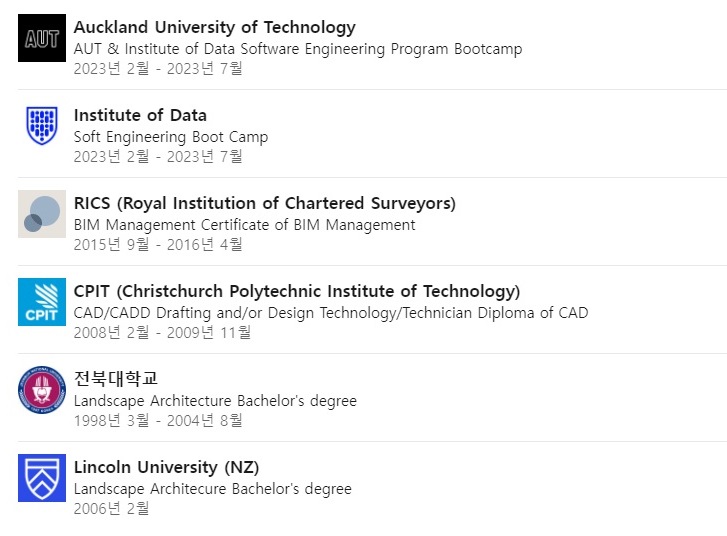 AUT
Auckland University of Technology
AUT & Institute of Data Software Engineering Program Bootcamp
2023년 2월 - 2023년 7월
Institute of Data
Soft Engineering Boot Camp
2023년 2월 - 2023년 7월
RICS (Royal Institution of Chartered Surveyors)
BIM Management Certificate of BIM Management
2015년 9월 - 2016년 4월
CPIT
CPIT (Christchurch Polytechnic Institute of Technology)
CAD/CADD Drafting and/or Design Technology/Technician Diploma of CAD
2008년 2월 - 2009년 11월
전북대학교
Landscape Architecture Bachelor's degree
1998년 3월 - 2004년 8월
Lincoln University (NZ)
Landscape Architecure Bachelor's degree
2006년 2월